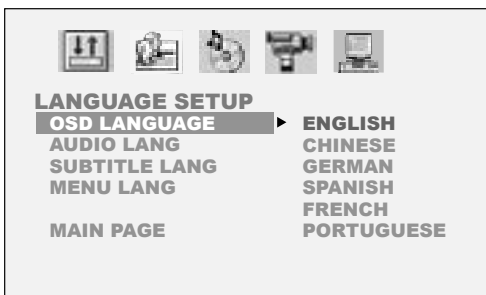 LANGUAGE SETUP
OSD LANGUAGE ENGLISH
AUDIO LANG CHINESE
SUBTITLE LANG GERMAN
MENU LANG SPANISH
FRENCH
MAIN PAGE PORTUGUESE